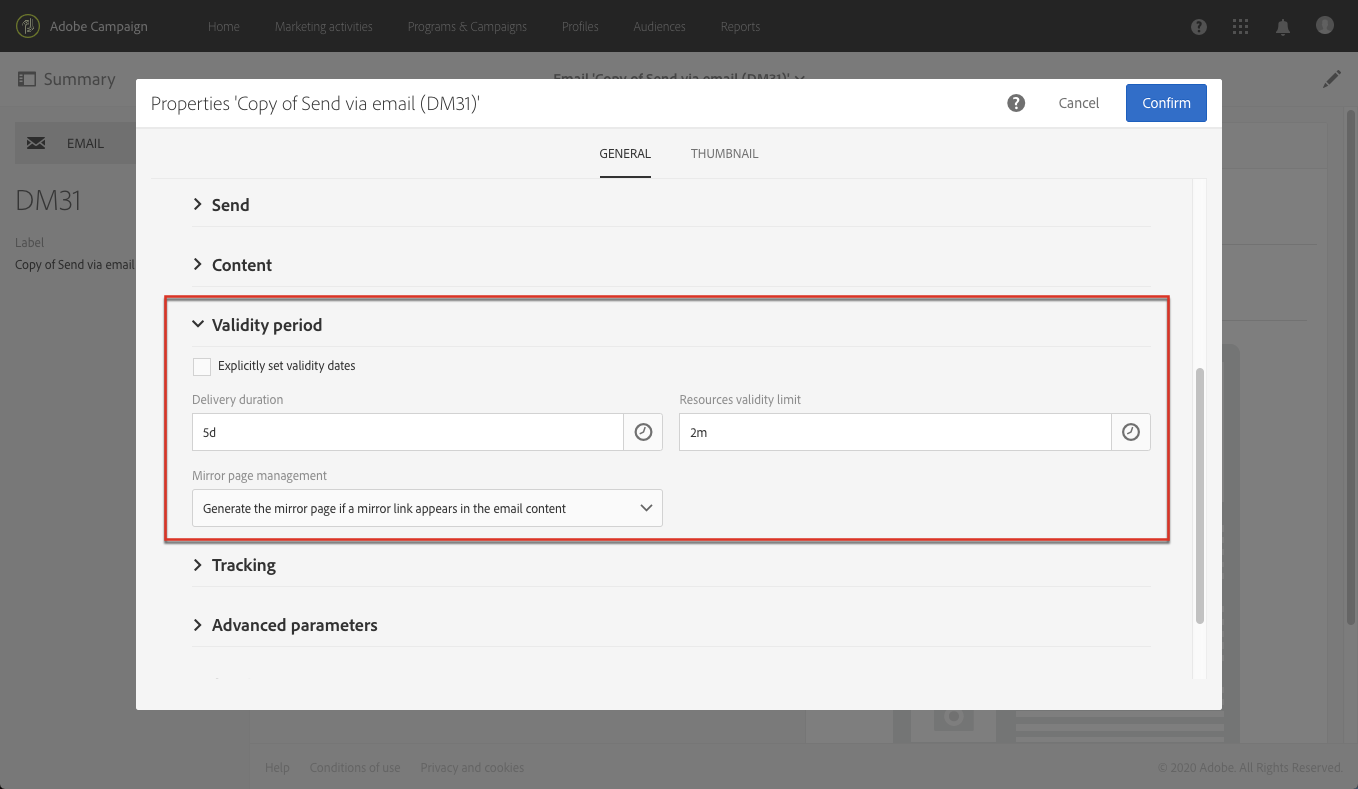 Adobe Campaign Home Marketing activities Programs & Campaigns Profiles Audiences Reports
Summary
Email 'Copy of Send via email (DM31)'
Properties 'Copy of Send via email (DM31)' Cancel Confirm
EMAIL
GENERAL THUMBNAIL
DM31
Label
Copy of Send via email
Send
Content
Validity period
Explicitly set validity dates
Delivery duration Resources validity limit
5d 2m
Mirror page management
Generate the mirror page if a mirror link appears in the email content
Tracking
Advanced parameters
Help Conditions of use Privacy and cookies © 2020 Adobe. All Rights Reserved.